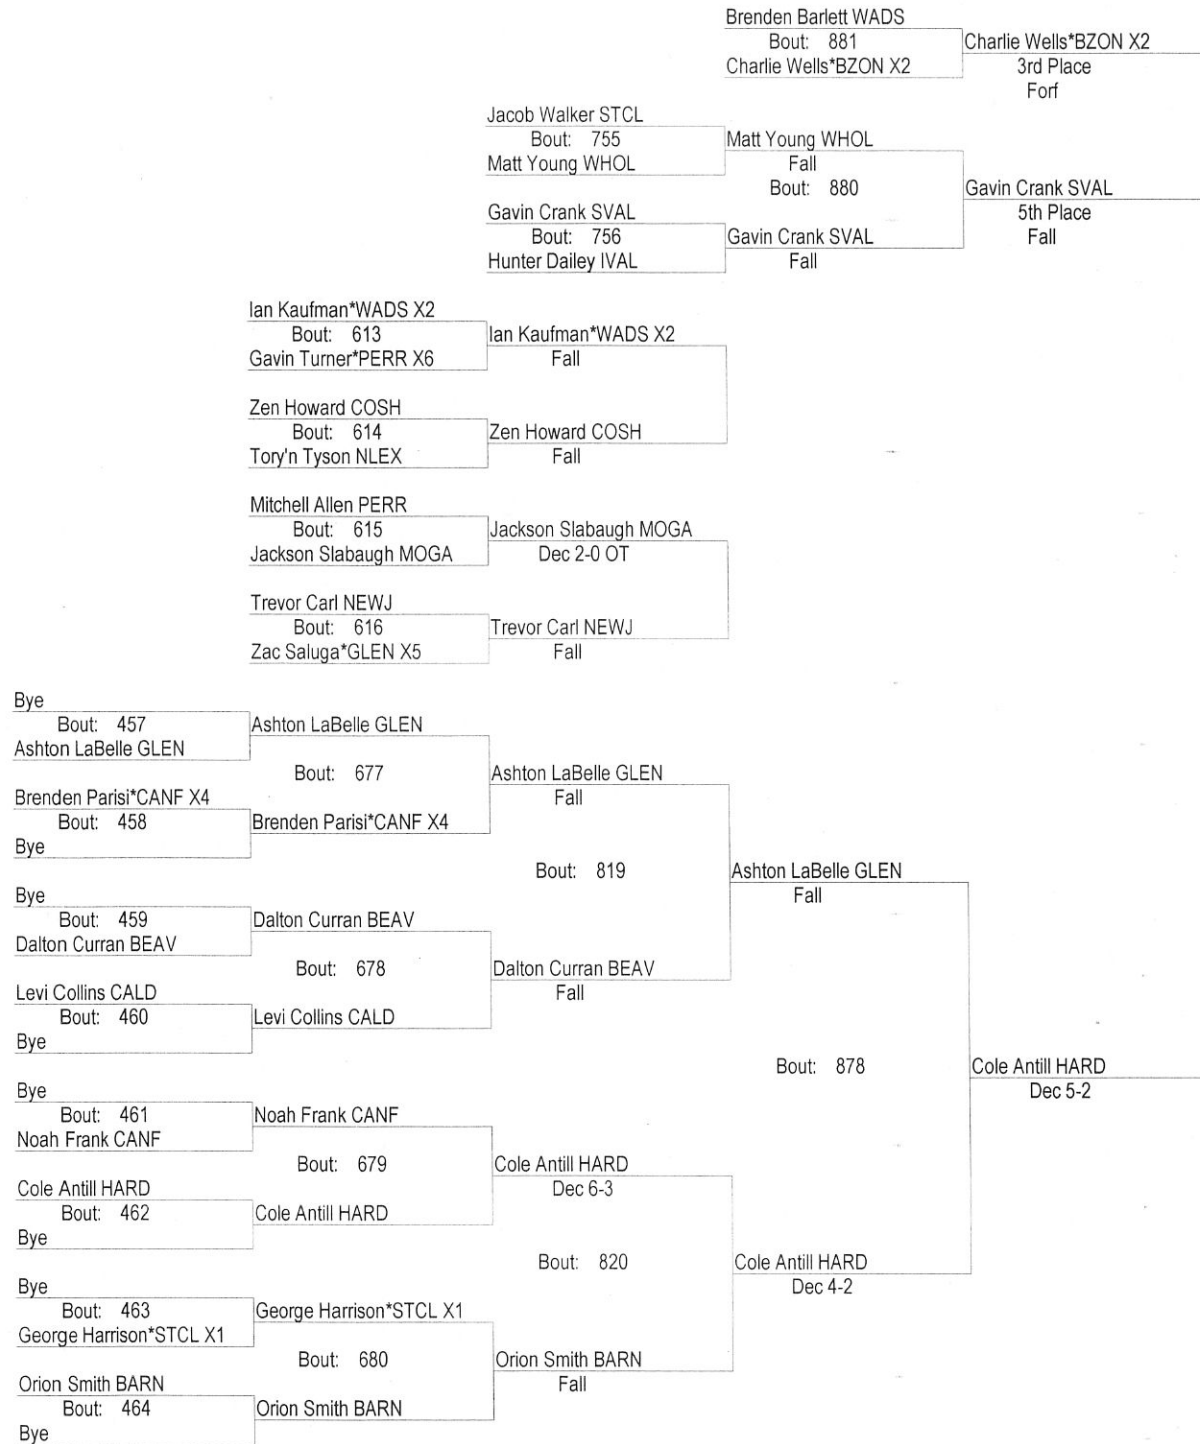 Brenden Barlett WADS
Bout: 881
Charlie Wells*BZON X2
Charlie Wells*BZON X2
3rd Place
Forf
Jacob Walker STCL
Bout: 755
Matt Young WHOL
Matt Young WHOL
Fall
Bout: 880
Gavin Crank SVAL
5th Place
Fall
Gavin Crank SVAL
Bout: 756
Hunter Dailey IVAL
Gavin Crank SVAL
Fall
Ian Kaufman*WADS X2
Bout: 613
Gavin Turner*PERR X6
Ian Kaufman*WADS X2
Fall
Zen Howard COSH
Bout: 614
Tory'n Tyson NLEX
Zen Howard COSH
Fall
Mitchell Allen PERR
Bout: 615
Jackson Slabaugh MOGA
Jackson Slabaugh MOGA
Dec 2-0 OT
Trevor Carl NEWJ
Bout: 616
Zac Saluga*GLEN X5
Trevor Carl NEWJ
Fall
Bye
Bout: 457
Ashton LaBelle GLEN
Ashton LaBelle GLEN
Bout: 677
Ashton LaBelle GLEN
Fall
Brenden Parisi*CANF X4
Bout: 458
Bye
Brenden Parisi*CANF X4
Bout: 819
Ashton LaBelle GLEN
Fall
Bye
Bout: 459
Dalton Curran BEAV
Dalton Curran BEAV
Bout: 678
Dalton Curran BEAV
Fall
Levi Collins CALD
Bout: 460
Bye
Levi Collins CALD
Bout: 878
Cole Antill HARD
Dec 5-2
Bye
Bout: 461
Noah Frank CANF
Noah Frank CANF
Bout: 679
Cole Antill HARD
Dec 6-3
Cole Antill HARD
Bout: 462
Bye
Cole Antill HARD
Bout: 820
Cole Antill HARD
Dec 4-2
Bye
Bout: 463
George Harrison*STCL X1
George Harrison*STCL X1
Bout: 680
Orion Smith BARN
Fall
Orion Smith BARN
Bout: 464
Bye
Orion Smith BARN